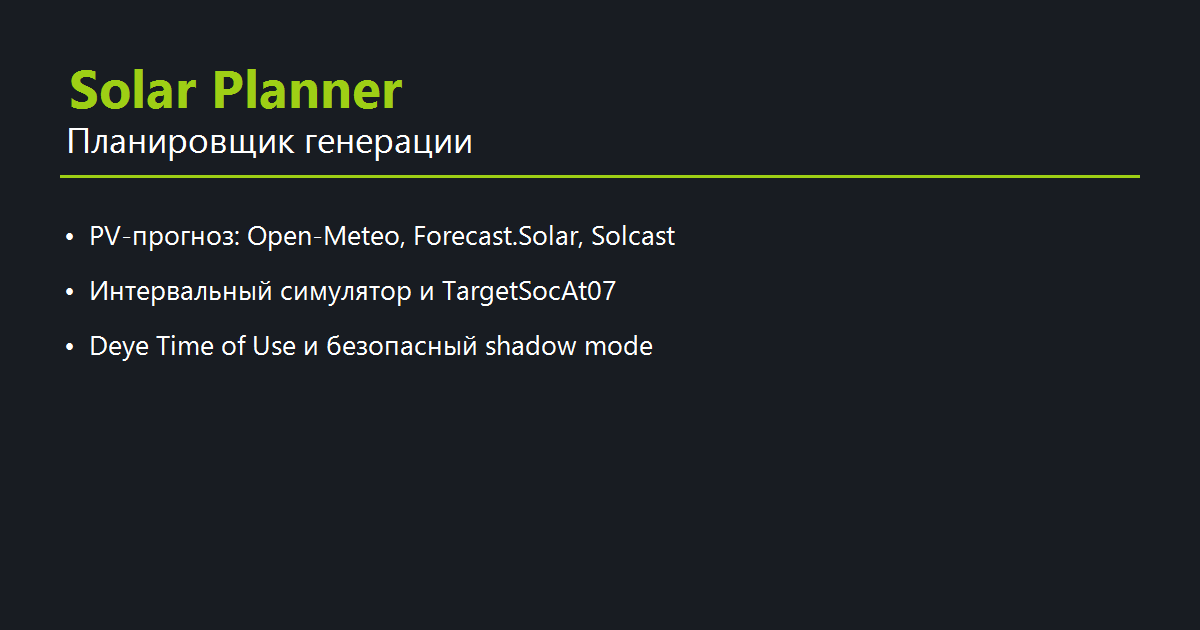 Solar Planner
Планировщик генерации
• PV-прогноз: Open-Meteo, Forecast.Solar, Solcast
• Интервальный симулятор и TargetSocAt07
• Deye Time of Use и безопасный shadow mode